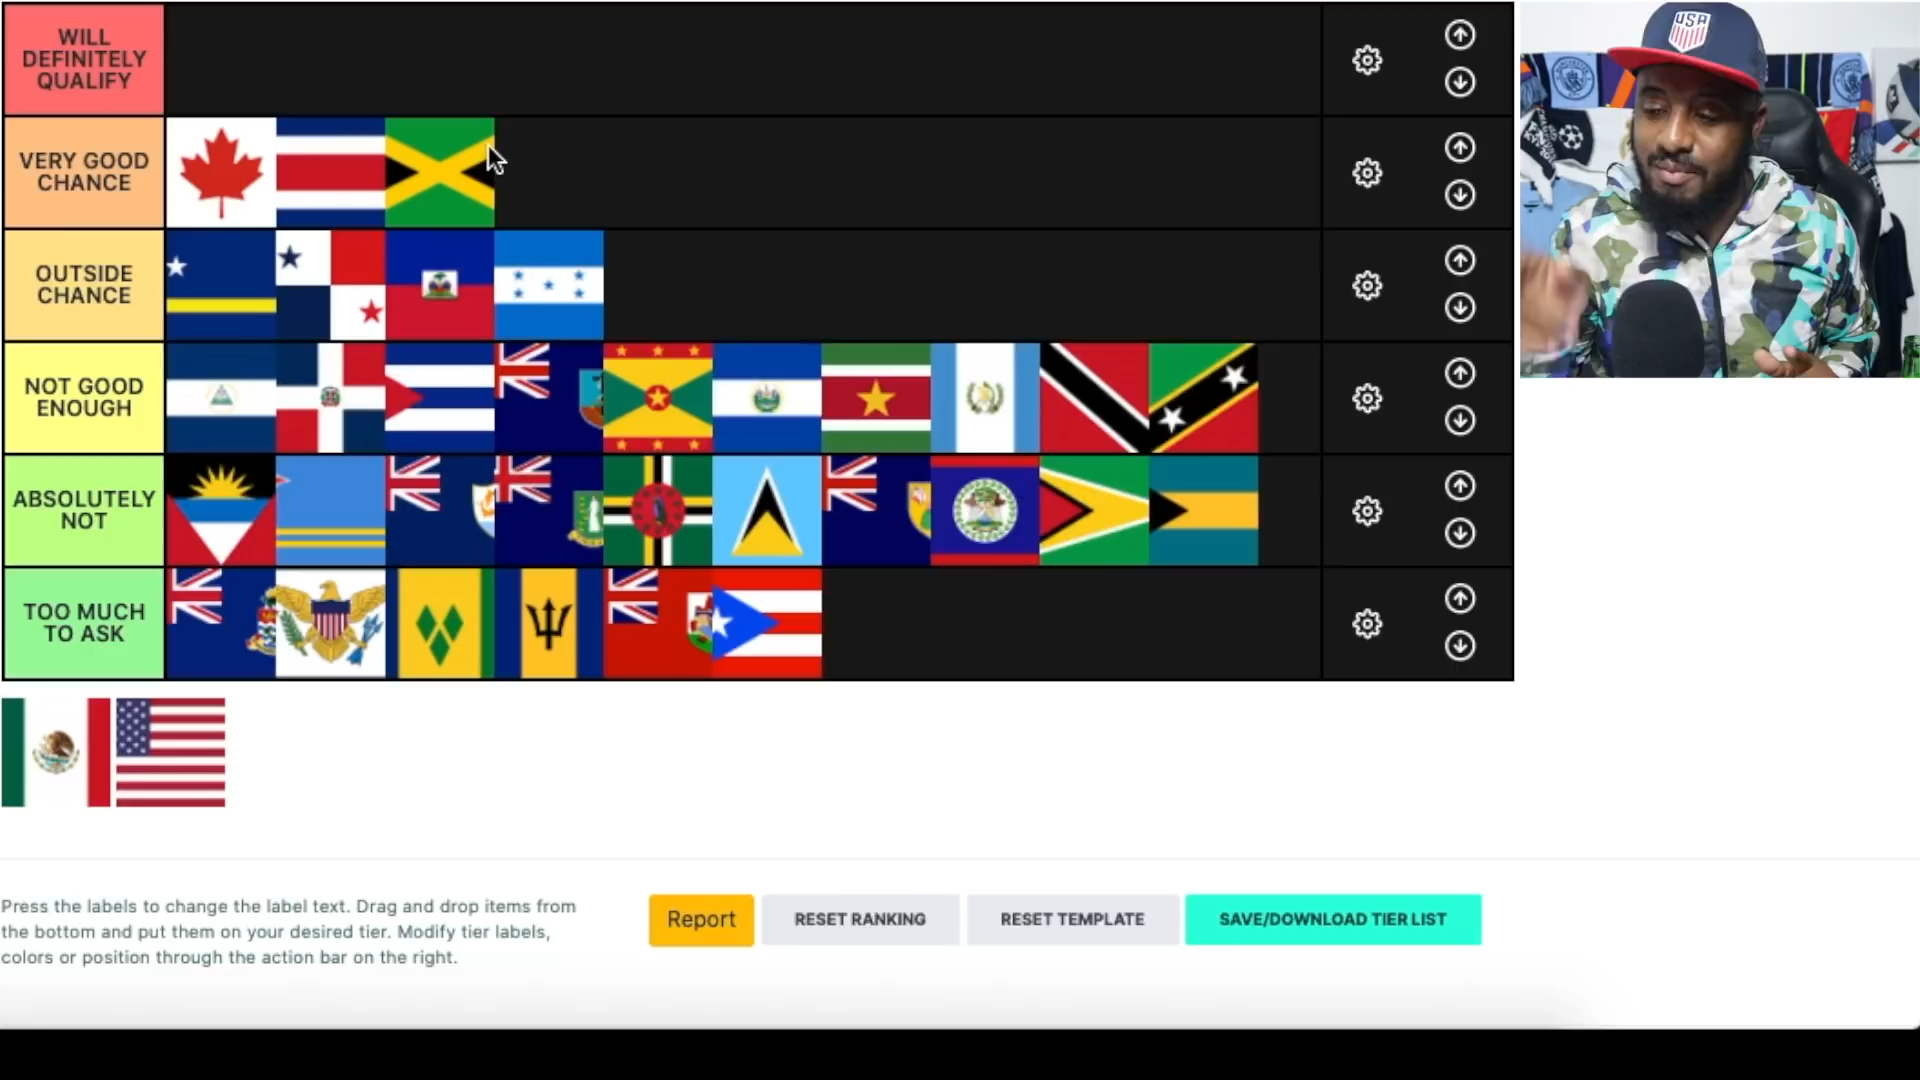 WILL
DEFINITELY
QUALIFY
USA
VERY GOOD
CHANCE
OUTSIDE
CHANCE
NOT GOOD
ENOUGH
ABSOLUTELY
NOT
TOO MUCH
TO ASK
Press the labels to change the label text. Drag and drop items from
the bottom and put them on your desired tier. Modify tier labels,
colors or position through the action bar on the right.
Report
RESET RANKING
RESET TEMPLATE
SAVE/DOWNLOAD TIER LIST